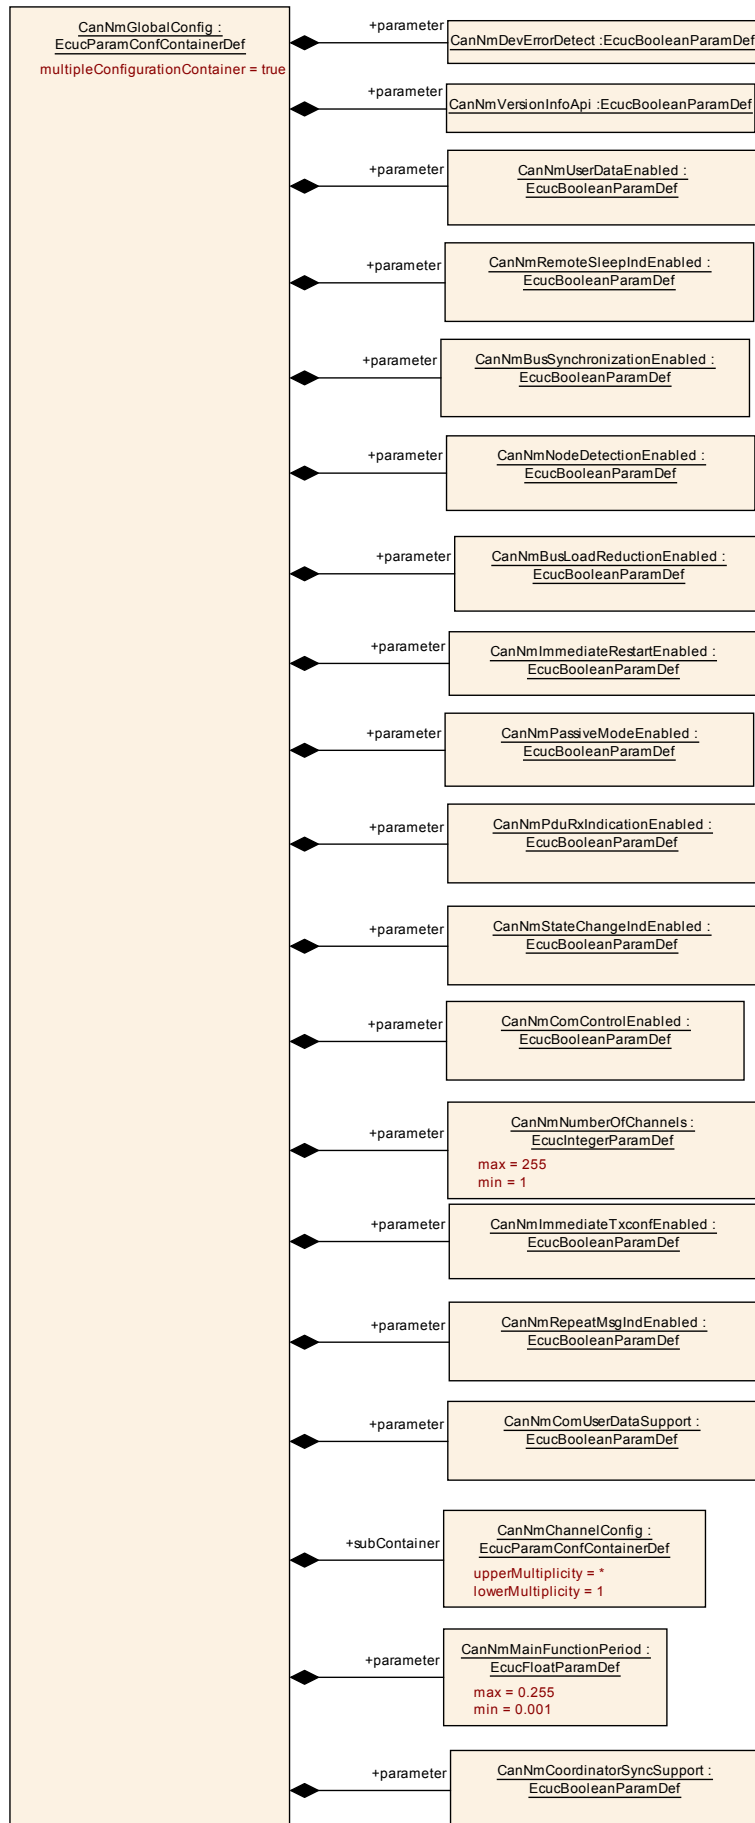 CanNmGlobalConfig :
EcucParamConfContainerDef
multipleConfigurationContainer = true
+parameter
CanNmDevErrorDetect :EcucBooleanParamDef
+parameter
CanNmVersionInfoApi :EcucBooleanParamDef
+parameter
CanNmUserDataEnabled :
EcucBooleanParamDef
+parameter
CanNmRemoteSleepIndEnabled :
EcucBooleanParamDef
+parameter
CanNmBusSynchronizationEnabled :
EcucBooleanParamDef
+parameter
CanNmNodeDetectionEnabled :
EcucBooleanParamDef
+parameter
CanNmBusLoadReductionEnabled :
EcucBooleanParamDef
+parameter
CanNmImmediateRestartEnabled :
EcucBooleanParamDef
+parameter
CanNmPassiveModeEnabled :
EcucBooleanParamDef
+parameter
CanNmPduRxIndicationEnabled :
EcucBooleanParamDef
+parameter
CanNmStateChangeIndEnabled :
EcucBooleanParamDef
+parameter
CanNmComControlEnabled :
EcucBooleanParamDef
+parameter
CanNmNumberOfChannels :
EcucIntegerParamDef
max = 255
min = 1
+parameter
CanNmImmediateTxconfEnabled :
EcucBooleanParamDef
+parameter
CanNmRepeatMsgIndEnabled :
EcucBooleanParamDef
+parameter
CanNmComUserDataSupport :
EcucBooleanParamDef
+subContainer
CanNmChannelConfig :
EcucParamConfContainerDef
upperMultiplicity = *
lowerMultiplicity = 1
+parameter
CanNmMainFunctionPeriod :
EcucFloatParamDef
max = 0.255
min = 0.001
+parameter
CanNmCoordinatorSyncSupport :
EcucBooleanParamDef